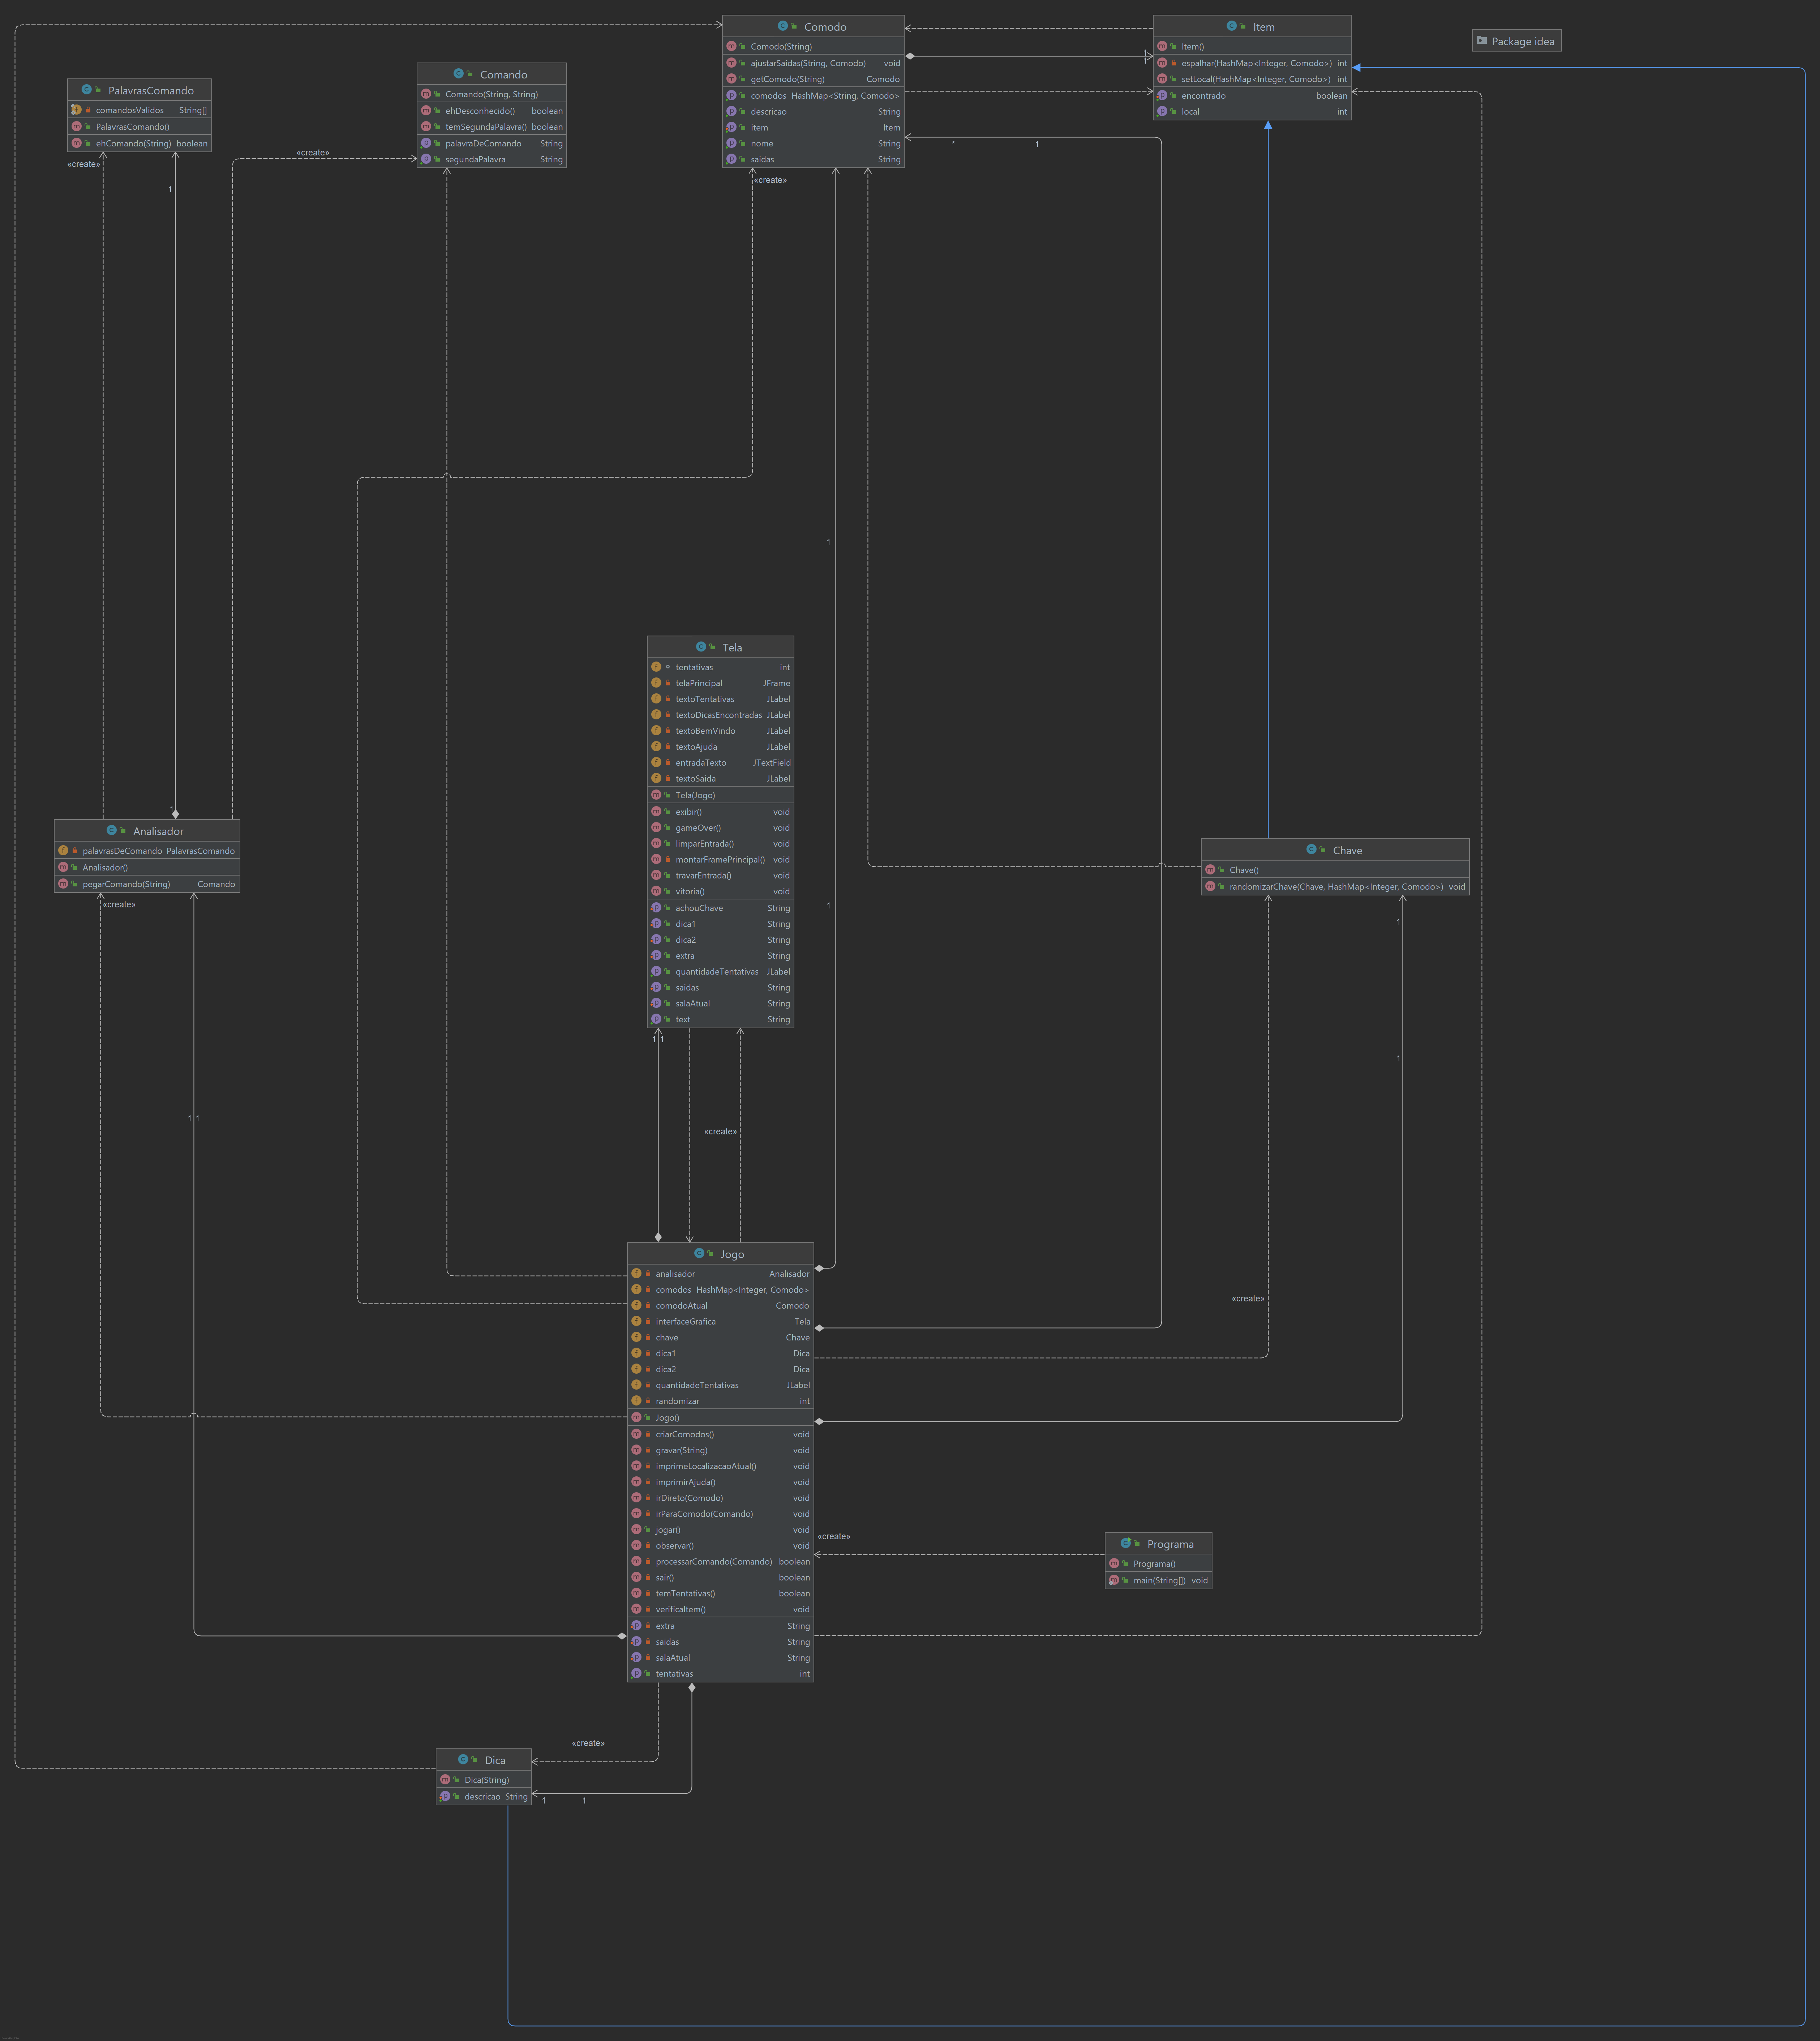 Comodo
Comodo(String)
ajustarSaidas(String, Comodo) void
getComodo(String) Comodo
comodos HashMap<String, Comodo>
descricao String
item Item
nome String
saidas String
«create»
Item
Item()
espalhar(HashMap<Integer, Comodo>) int
setLocal(HashMap<Integer, Comodo>) int
encontrado boolean
local int
1
1
* 1
Package idea
Comando
Comando(String, String)
ehDesconhecido() boolean
temSegundaPalavra() boolean
palavraDeComando String
segundaPalavra String
PalavrasComando
comandosValidos String[]
PalavrasComando()
ehComando(String) boolean
«create»
«create»
1
1
Tela
tentativas int
telaPrincipal JFrame
textoTentativas JLabel
textoDicasEncontradas JLabel
textoBemVindo JLabel
textoAjuda JLabel
entradaTexto JTextField
textoSaida JLabel
Tela(Jogo)
exibir() void
gameOver() void
limparEntrada() void
montarFramePrincipal() void
travarEntrada() void
vitoria() void
achouChave String
dica1 String
dica2 String
extra String
quantidadeTentativas JLabel
saidas String
salaAtual String
text String
1
Analisador
palavrasDeComando PalavrasComando
Analisador()
pegarComando(String) Comando
«create»
Chave
Chave()
randomizarChave(Chave, HashMap<Integer, Comodo>) void
1
1
1
1 1
1 1
«create»
Jogo
analisador Analisador
comodos HashMap<Integer, Comodo>
comodoAtual Comodo
interfaceGrafica Tela
chave Chave
dica1 Dica
dica2 Dica
quantidadeTentativas JLabel
randomizar int
Jogo()
criarComodos() void
gravar(String) void
imprimeLocalizacaoAtual() void
imprimirAjuda() void
irDireto(Comodo) void
irParaComodo(Comando) void
jogar() void
observar() void
processarComando(Comando) boolean
sair() boolean
temTentativas() boolean
verificaItem() void
extra String
saidas String
salaAtual String
tentativas int
«create»
«create»
Programa
Programa()
main(String[]) void
«create»
Dica
Dica(String)
descricao String
1 1